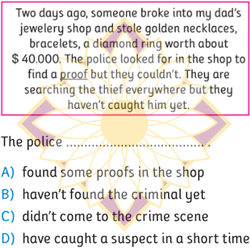 Two days ago, someone broke into my dad's
jewelery shop and stole golden necklaces,
bracelets, a diamond ring worth about
$ 40.000. The police looked for in the shop to
find a proof but they couldn't. They are
searching the thief everywhere but they
haven't caught him yet.
The police ........................................ .
A) found some proofs in the shop
B) haven't found the criminal yet
C) didn't come to the crime scene
D) have caught a suspect in a short time